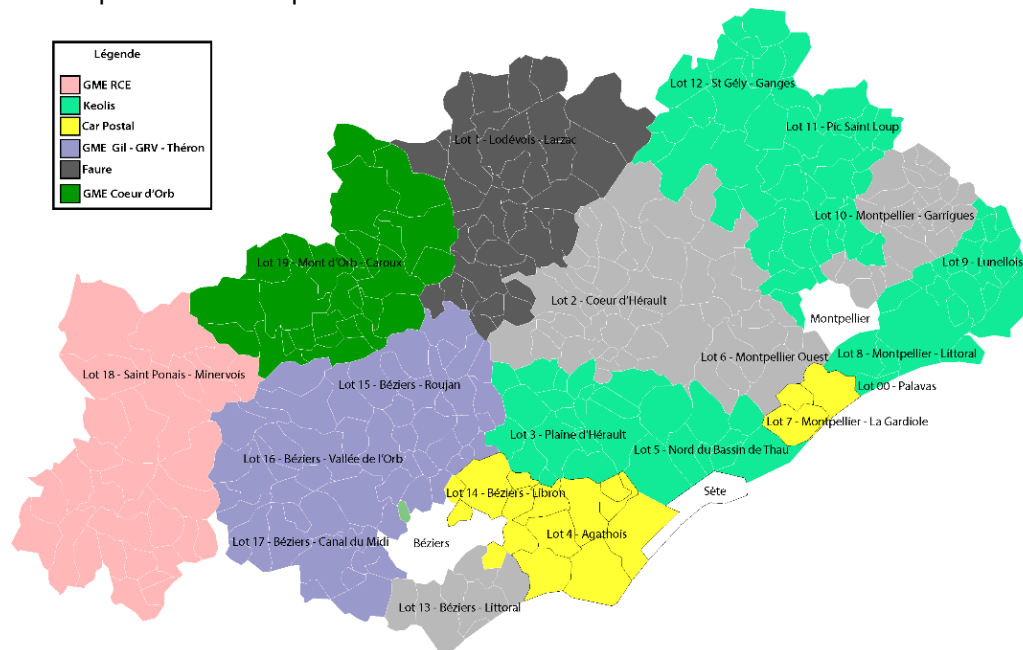 Légende
GME RCE
Keolis
Car Postal
GME Gil - GRV - Théron
Faure
GME Coeur d'Orb
Lot 12 - St Gély - Ganges
Lot 11 - Pic Saint Loup
Lot 1 - Lodévois - Larzac
Lot 10 - Montpellier - Garrigues
Lot 19 - Mont d'Orb - Caroux
Lot 9 - Lunellois
Lot 2 - Coeur d'Hérault
Montpellier
Lot 6 - Montpellier Ouest
Lot 8 - Montpellier - Littoral
Lot 18 - Saint Ponais - Minervois
Lot 15 - Béziers - Roujan
Lot 00 - Palavas
Lot 7 - Montpellier - La Gardiole
Lot 3 - Plaine d'Hérault
Lot 5 - Nord du Bassin de Thau
Lot 16 - Béziers - Vallée de l'Orb
Lot 14 - Béziers - Libron
Sète
Lot 4 - Agathois
Lot 17 - Béziers - Canal du Midi
Béziers
Lot 13 - Béziers - Littoral